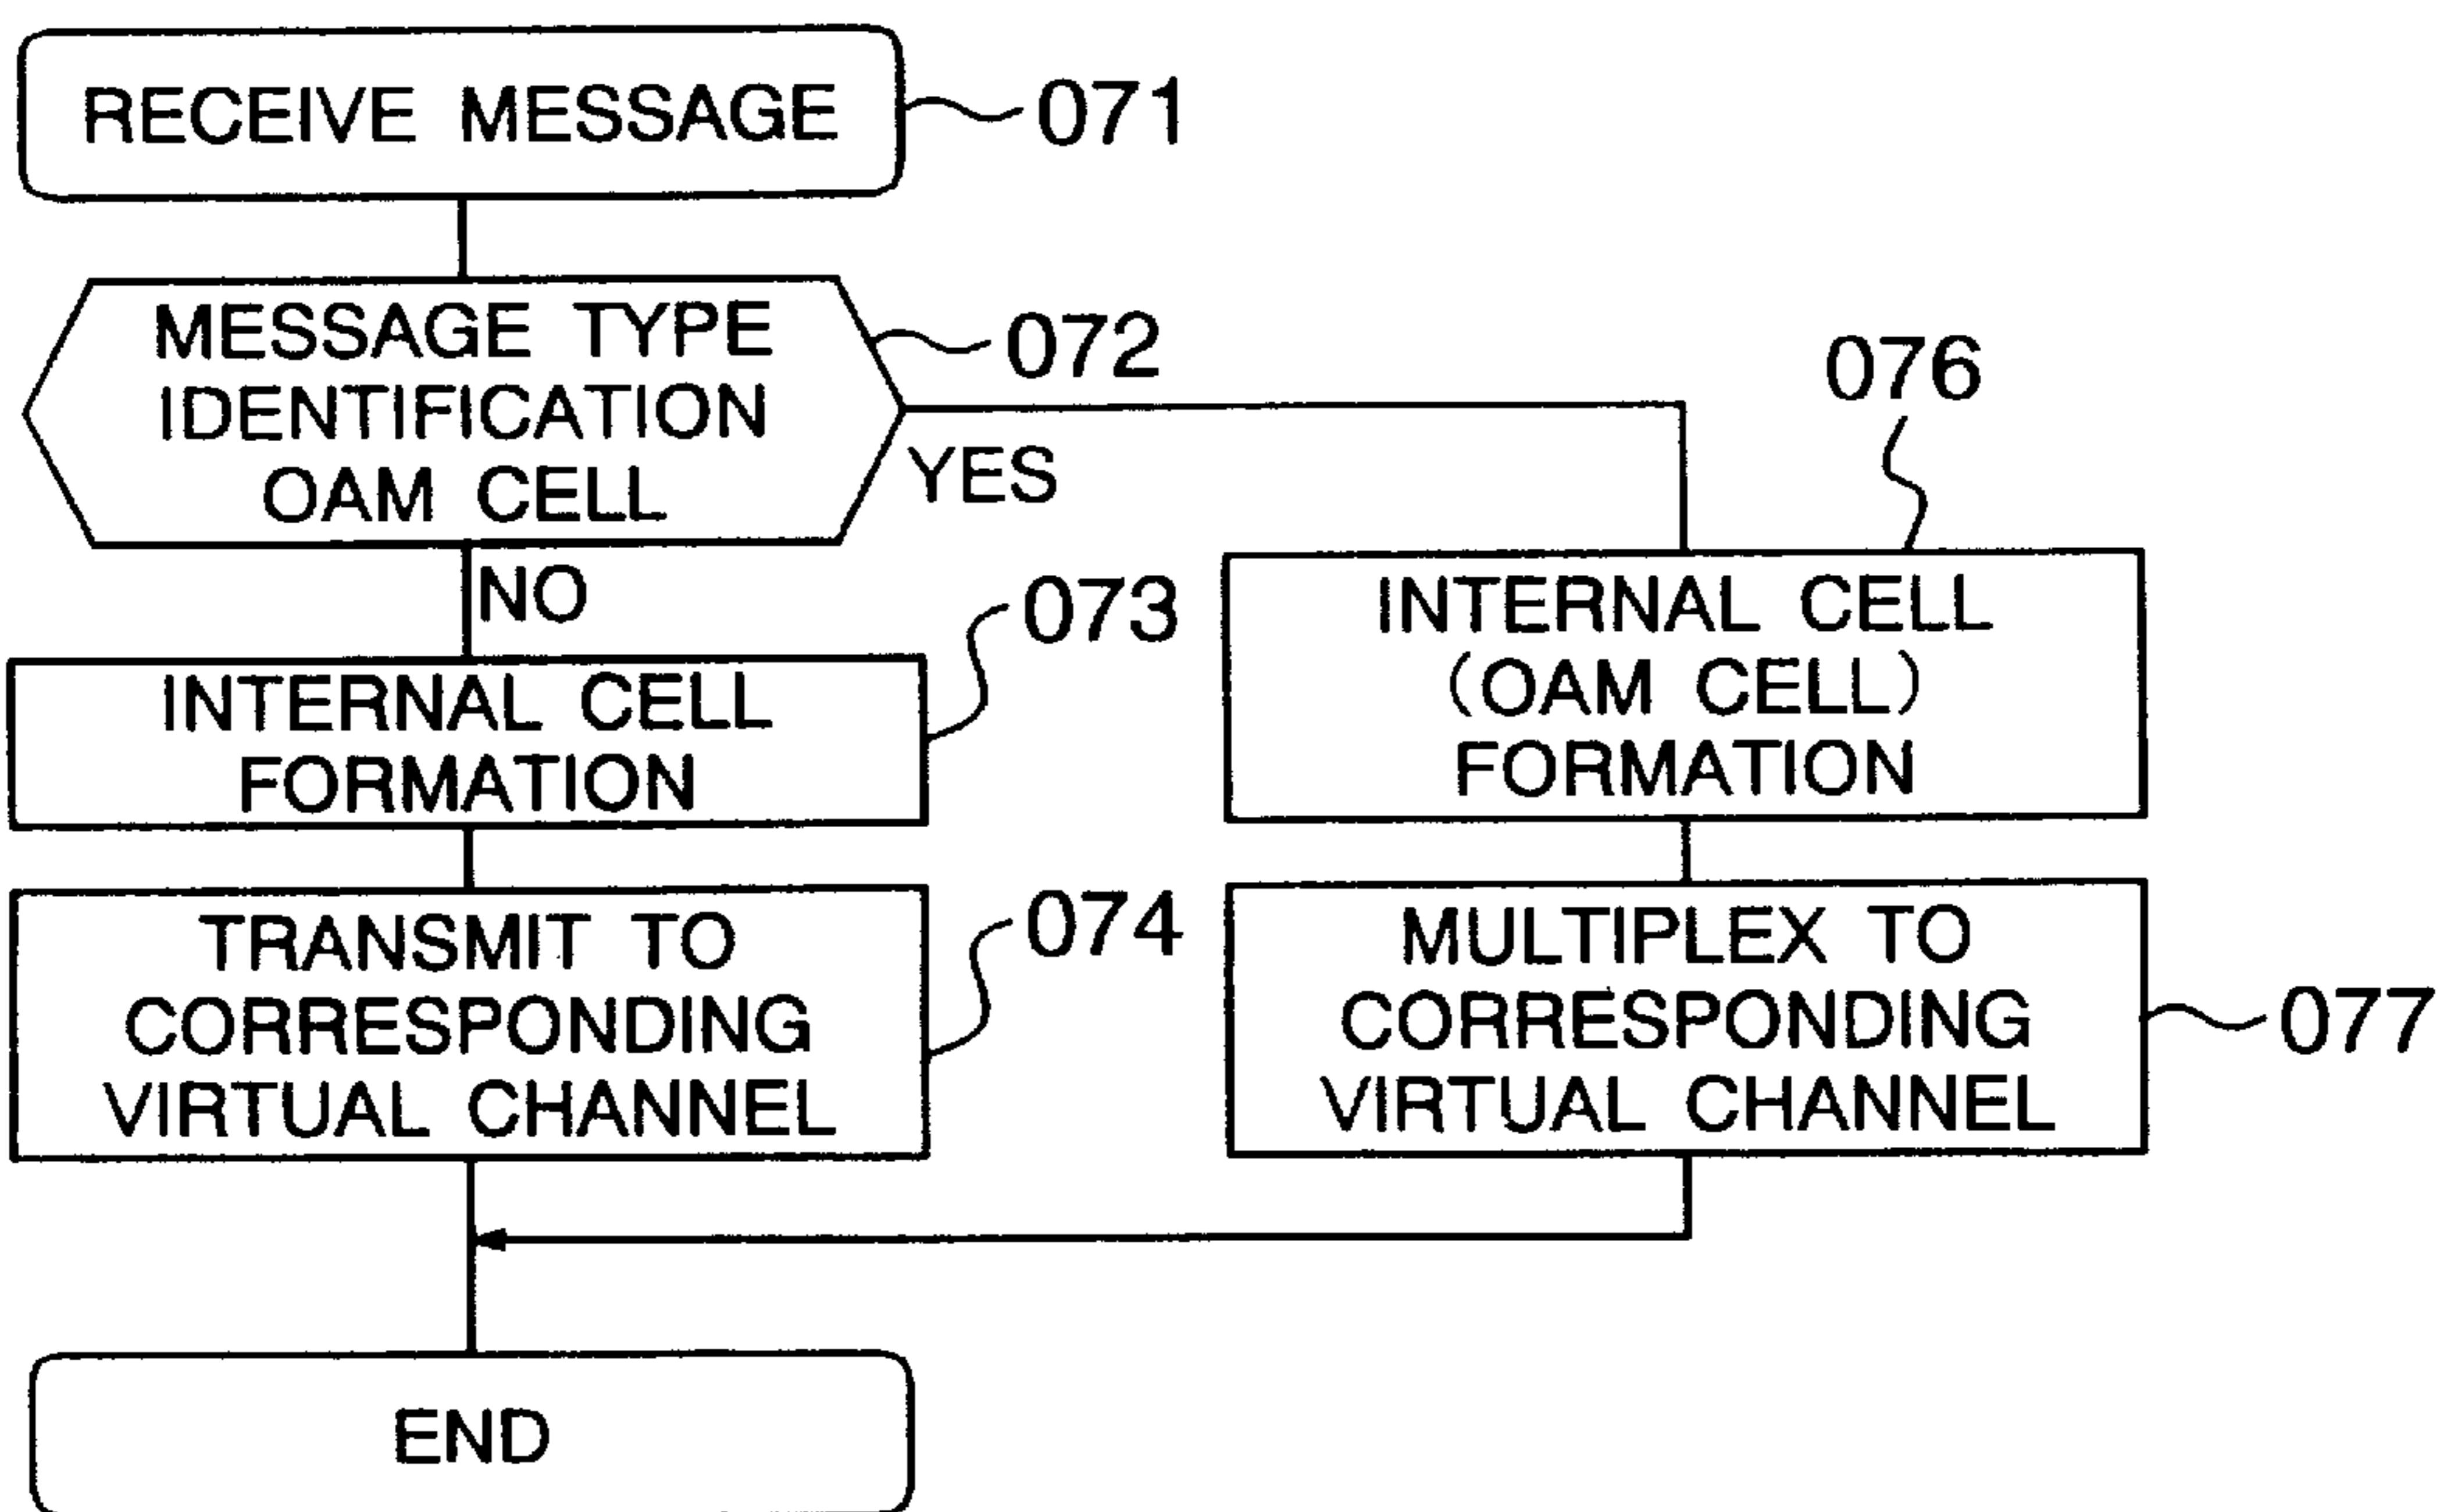 RECEIVE MESSAGE
071
MESSAGE TYPE
IDENTIFICATION
OAM CELL
072
YES
NO
INTERNAL CELL
FORMATION
073
TRANSMIT TO
CORRESPONDING
VIRTUAL CHANNEL
074
076
INTERNAL CELL
(OAM CELL)
FORMATION
MULTIPLEX TO
CORRESPONDING
VIRTUAL CHANNEL
077
END